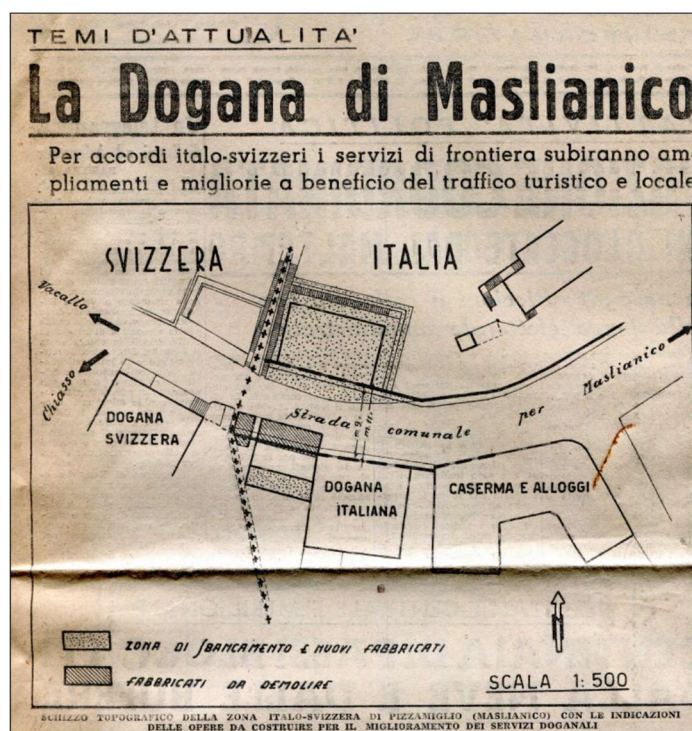 TEMI D'ATTUALITA'
La Dogana di Maslianico
Per accordi italo-svizzeri i servizi di frontiera subiranno am-
pliamenti e migliorie a beneficio del traffico turistico e locale
SVIZZERA
ITALIA
Vacallo
Chiasso
Maslianico
DOGANA
SVIZZERA
Strada comunale per
DOGANA
ITALIANA
CASERMA E ALLOGGI
ZONA DI SBANCAMENTO E NUOVI FABBRICATI
FABBRICATI DA DEMOLIRE
SCALA 1:500
SCHIZZO TOPOGRAFICO DELLA ZONA ITALO-SVIZZERA DI PIZZAMIGLIO (MASLIANICO) CON LE INDICAZIONI
DELLE OPERE DA COSTRUIRE PER IL MIGLIORAMENTO DEI SERVIZI DOGANALI